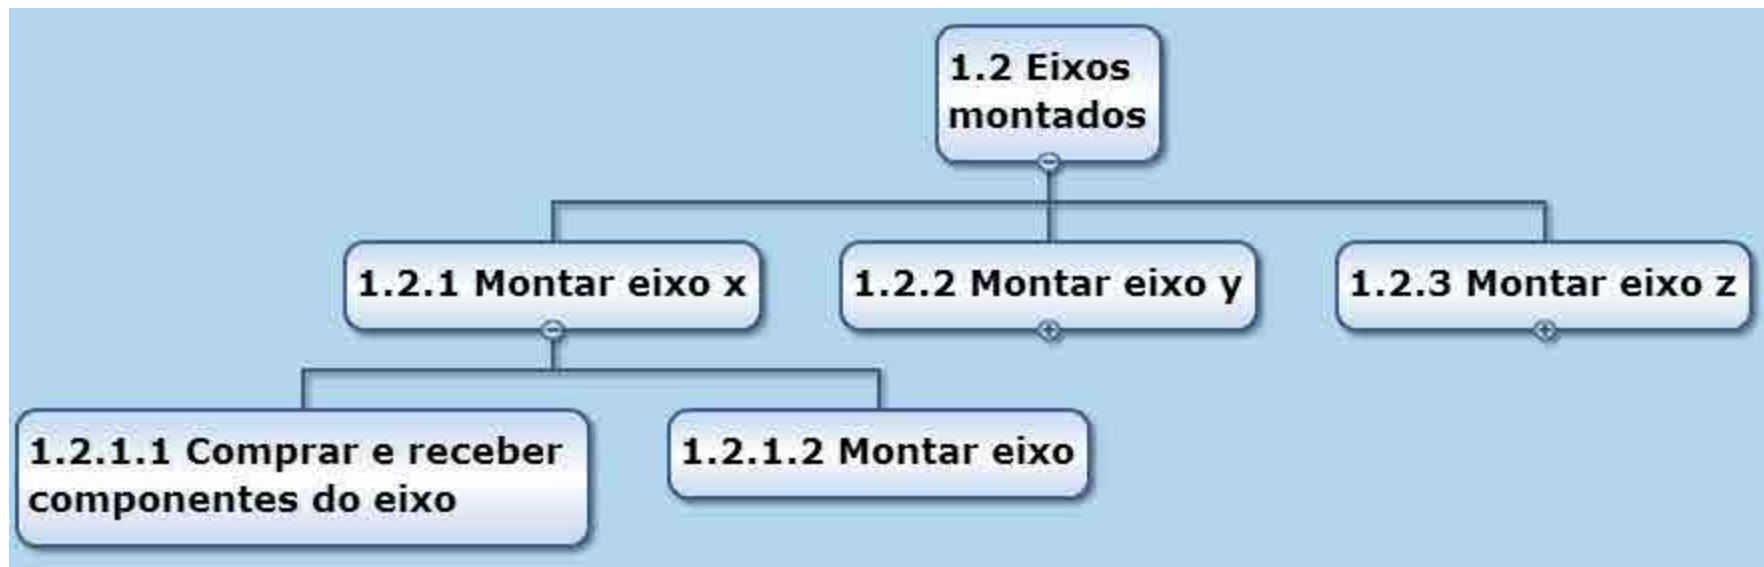 1.2 Eixos
montados
1.2.1 Montar eixo x
1.2.2 Montar eixo y
1.2.3 Montar eixo z
1.2.1.1 Comprar e receber
componentes do eixo
1.2.1.2 Montar eixo